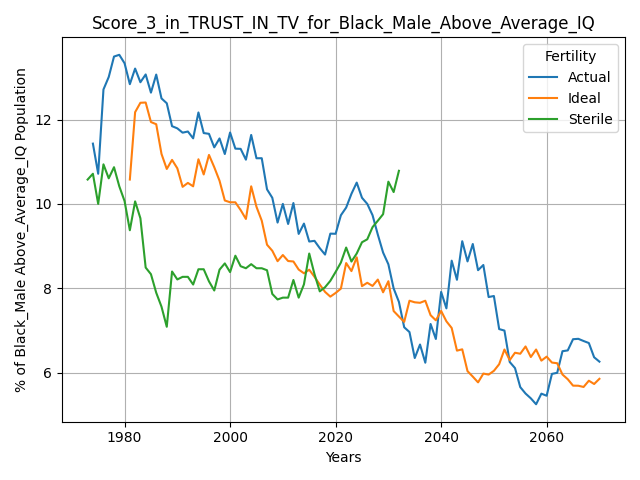 Score_3_in_TRUST_IN_TV_for_Black_Male_Above_Average_IQ
Fertility
Actual
Ideal
Sterile
% of Black_Male Above_Average_IQ Population
12
10
8
6
1980 2000 2020 2040 2060
Years